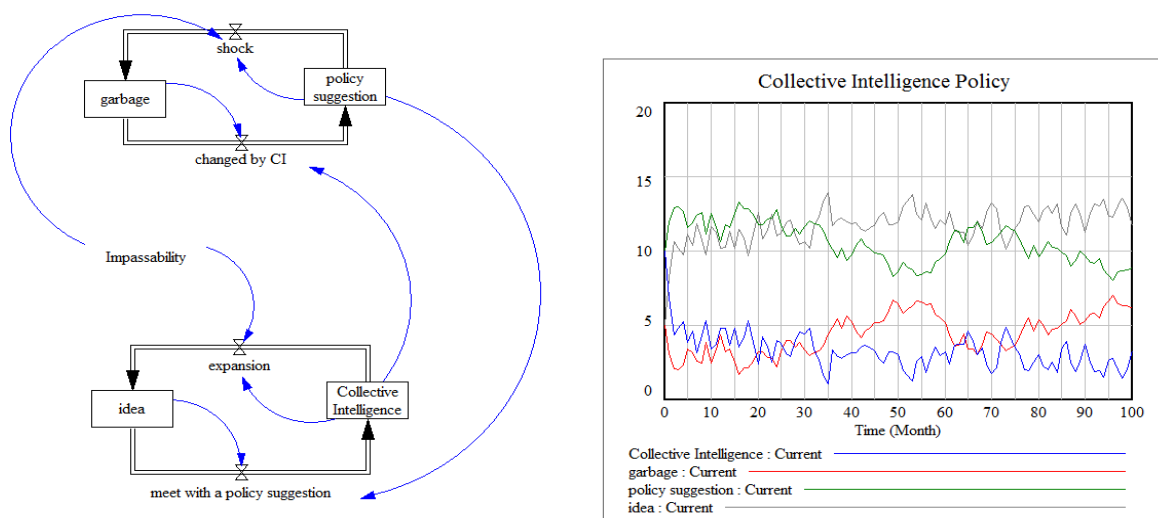 shock
garbage
policy
suggestion
changed by CI
Impassability
expansion
idea
Collective
Intelligence
meet with a policy suggestion
Collective Intelligence Policy
20
15
10
5
0
0 10 20 30 40 50 60 70 80 90 100
Time (Month)
Collective Intelligence : Current
garbage : Current
policy suggestion : Current
idea : Current